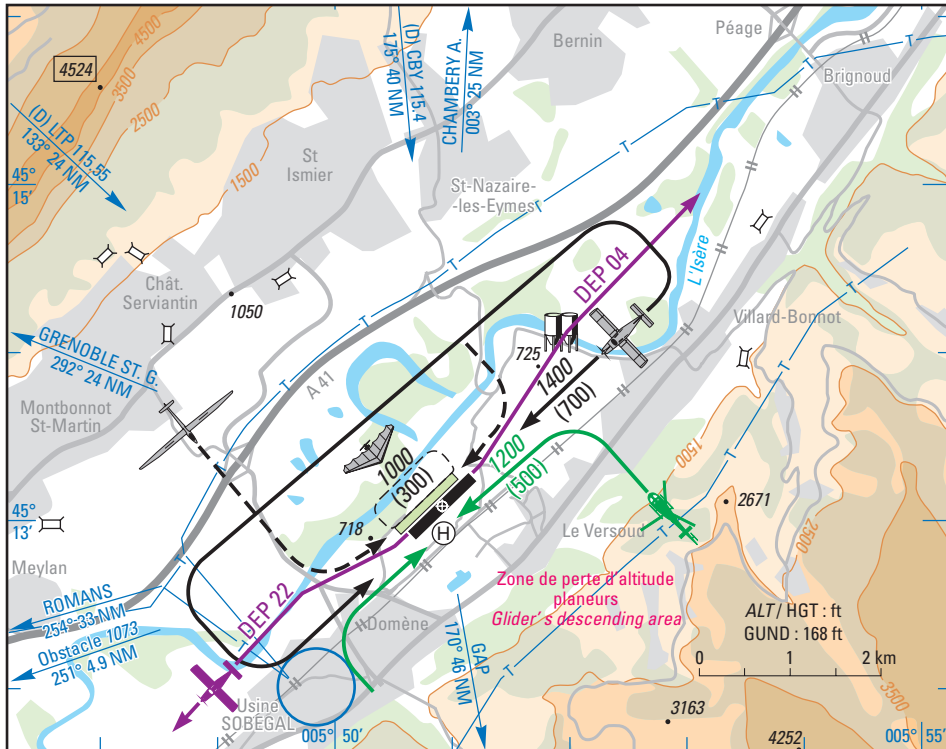 4524
4500
3500
2500
1500
(D) LTP 115.55
133° 24 NM
(D) CBY 115.4
175° 40 NM
CHAMBERY A.
003° 25 NM
Bernin
Péage
Brignoud
45°
15'
St
Ismier
St-Nazaire-
les-Eymes
T
T
T
T
DEP 04
L'Isère
Chât.
Serviantin
1050
GRENOBLE ST. G.
292° 24 NM
A 41
725
1400
(700)
Villard-Bonnot
T
T
Montbonnot
St-Martin
1000
(300)
1200
(500)
1500
2671
2500
45°
13'
718
H
Le Versoud
T
Meylan
T
ROMANS
254° 33 NM
Obstacle 1073
251° 4.9 NM
DEP 22
Domène
Zone de perte d'altitude
planeurs
Glider's descending area
ALT / HGT : ft
GUND : 168 ft
0 1 2 km
170° 46 NM
GAP
T
Usine
SOBÉGAL
3500
3163
4252
T
005° 50'
005° 55'